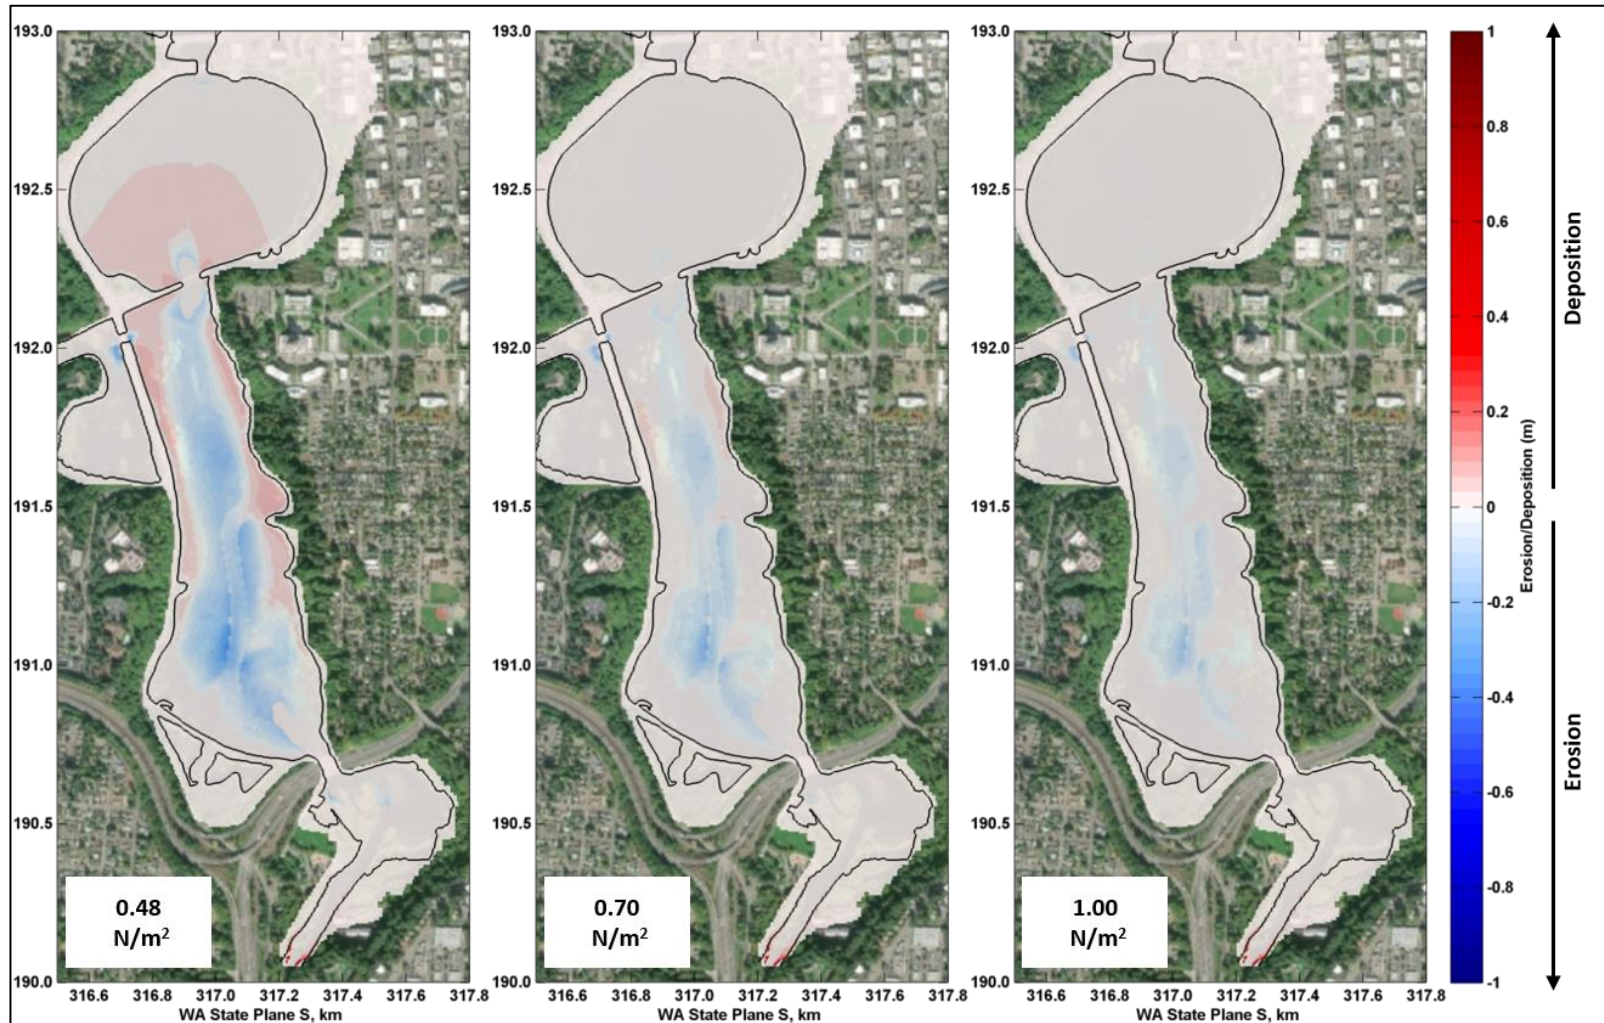 193.0
192.5
192.0
191.5
191.0
190.5
190.0
316.6 316.8 317.0 317.2 317.4 317.6 317.8
WA State Plane S, km
0.48
N/m²
193.0
192.5
192.0
191.5
191.0
190.5
190.0
316.6 316.8 317.0 317.2 317.4 317.6 317.8
WA State Plane S, km
0.70
N/m²
193.0
192.5
192.0
191.5
191.0
190.5
190.0
316.6 316.8 317.0 317.2 317.4 317.6 317.8
WA State Plane S, km
1.00
N/m²
1
0.8
0.6
0.4
0.2
0
-0.2
-0.4
-0.6
-0.8
-1
Erosion/Deposition (m)
Deposition
Erosion